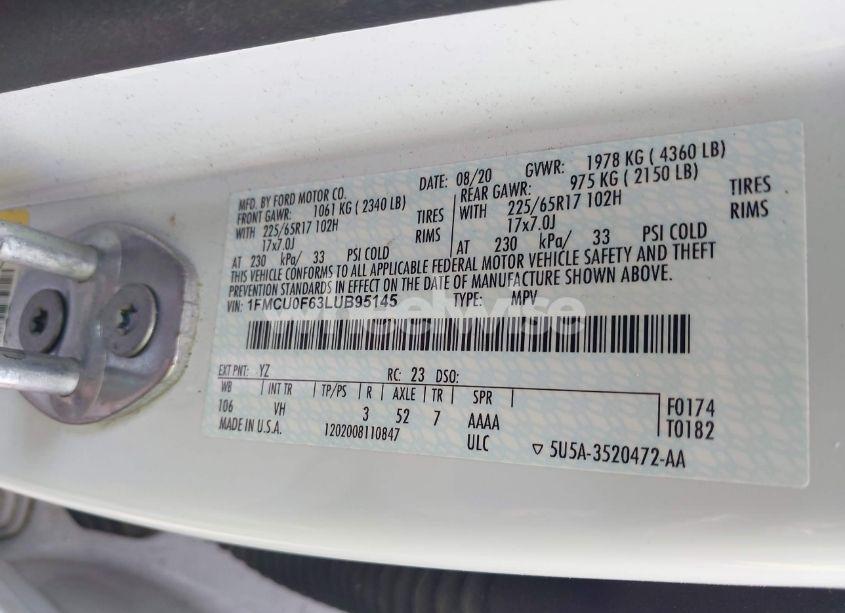 MFD. BY FORD MOTOR CO.
DATE: 08/20 GVWR: 1978 KG ( 4360 LB)
FRONT GAWR: 1061 KG ( 2340 LB) REAR GAWR: 975 KG ( 2150 LB)
WITH 225/65R17 102H TIRES WITH 225/65R17 102H TIRES
17x7.0J RIMS 17x7.0J RIMS
AT 230 kPa/ 33 PSI COLD AT 230 kPa/ 33 PSI COLD
THIS VEHICLE CONFORMS TO ALL APPLICABLE FEDERAL MOTOR VEHICLE SAFETY AND THEFT
PREVENTION STANDARDS IN EFFECT ON THE DATE OF MANUFACTURE SHOWN ABOVE.
VIN: 1FMCU0F63LUB95145 TYPE: MPV
wheelwise
EXT PNT: YZ RC: 23 DSO:
WB INT TR TP/PS R AXLE TR SPR
106 VH 3 52 7 AAAA F0174
MADE IN U.S.A. 1202008110847 ULC T0182
▽ 5U5A-3520472-AA